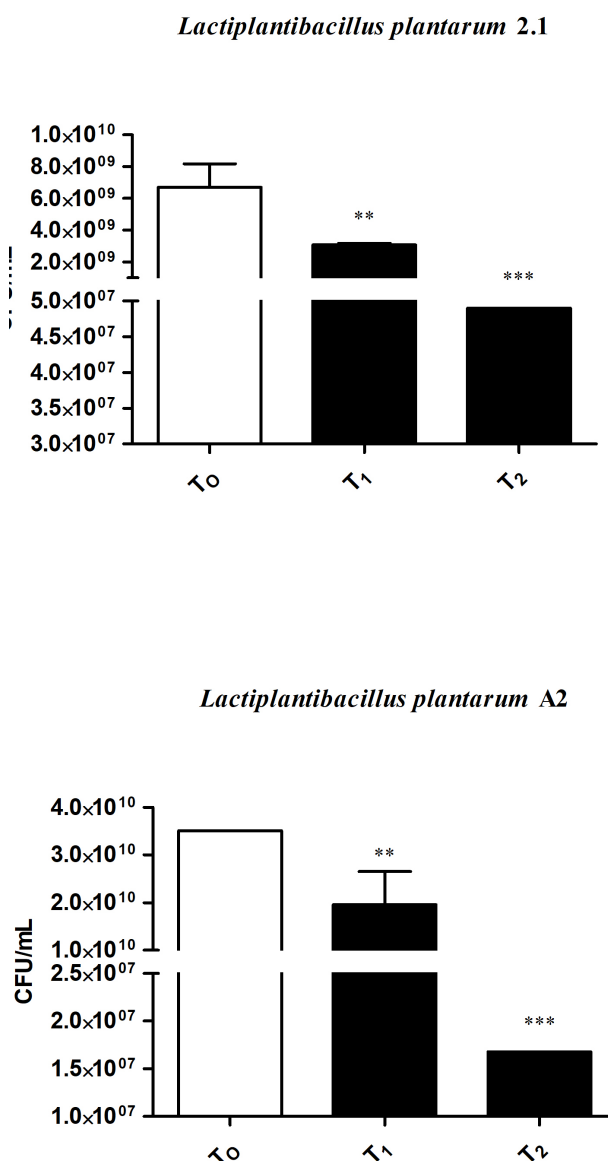 Lactiplantibacillus plantarum 2.1
1.0×10¹⁰
8.0×10⁰⁹
6.0×10⁰⁹
4.0×10⁰⁹
2.0×10⁰⁹
5.0×10⁰⁷
4.5×10⁰⁷
4.0×10⁰⁷
3.5×10⁰⁷
3.0×10⁰⁷
**
***
T₀
T₁
T₂
Lactiplantibacillus plantarum A2
CFU/mL
4.0×10¹⁰
3.0×10¹⁰
2.0×10¹⁰
1.0×10¹⁰
2.5×10⁰⁷
2.0×10⁰⁷
1.5×10⁰⁷
1.0×10⁰⁷
**
***
T₀
T₁
T₂